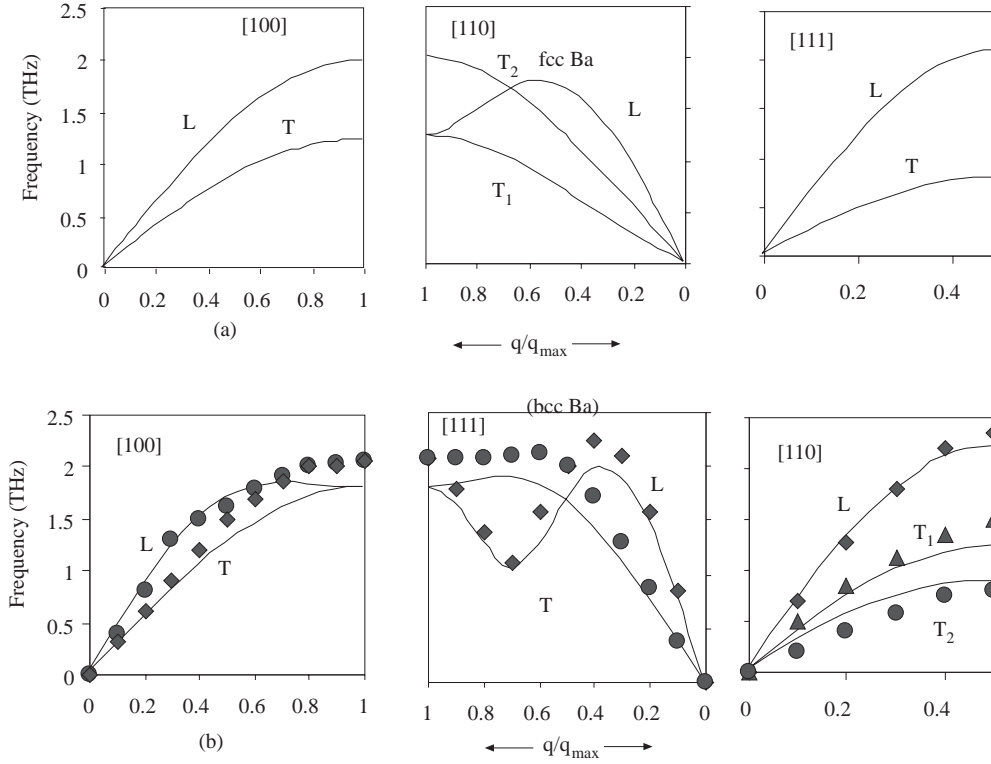 2.5
[100]
2
1.5
1
0.5
0
L
T
Frequency (THz)
0 0.2 0.4 0.6 0.8 1
(a)
[110]
T2
fcc Ba
L
T1
1 0.8 0.6 0.4 0.2 0
q/qmax
[111]
L
T
0 0.2 0.4
2.5
[100]
2
1.5
1
0.5
0
L
T
Frequency (THz)
0 0.2 0.4 0.6 0.8 1
(b)
(bcc Ba)
[111]
L
T
1 0.8 0.6 0.4 0.2 0
q/qmax
[110]
L
T1
T2
0 0.2 0.4